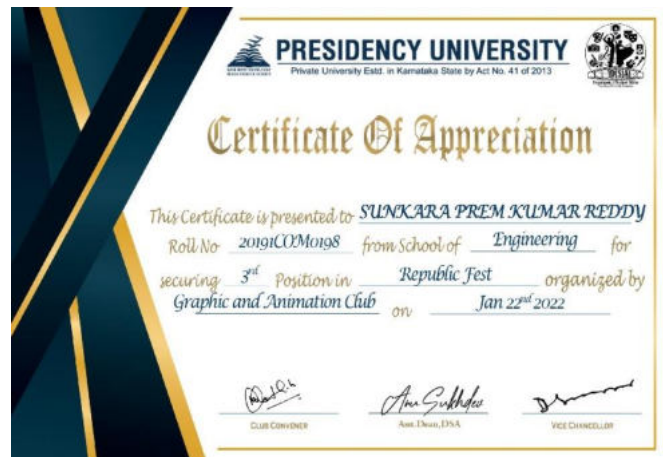 PRESIDENCY UNIVERSITY
Private University Estd. in Karnataka State by Act No. 41 of 2013
Certificate Of Appreciation
This Certificate is presented to SUNKARA PREM KUMAR REDDY
Roll No 20191COM0198 from School of Engineering for
securing 3rd Position in Republic Fest organized by
Graphic and Animation Club on Jan 22nd 2022
CLUB CONVENER
Asst. Dean, DSA
VICE CHANCELLOR